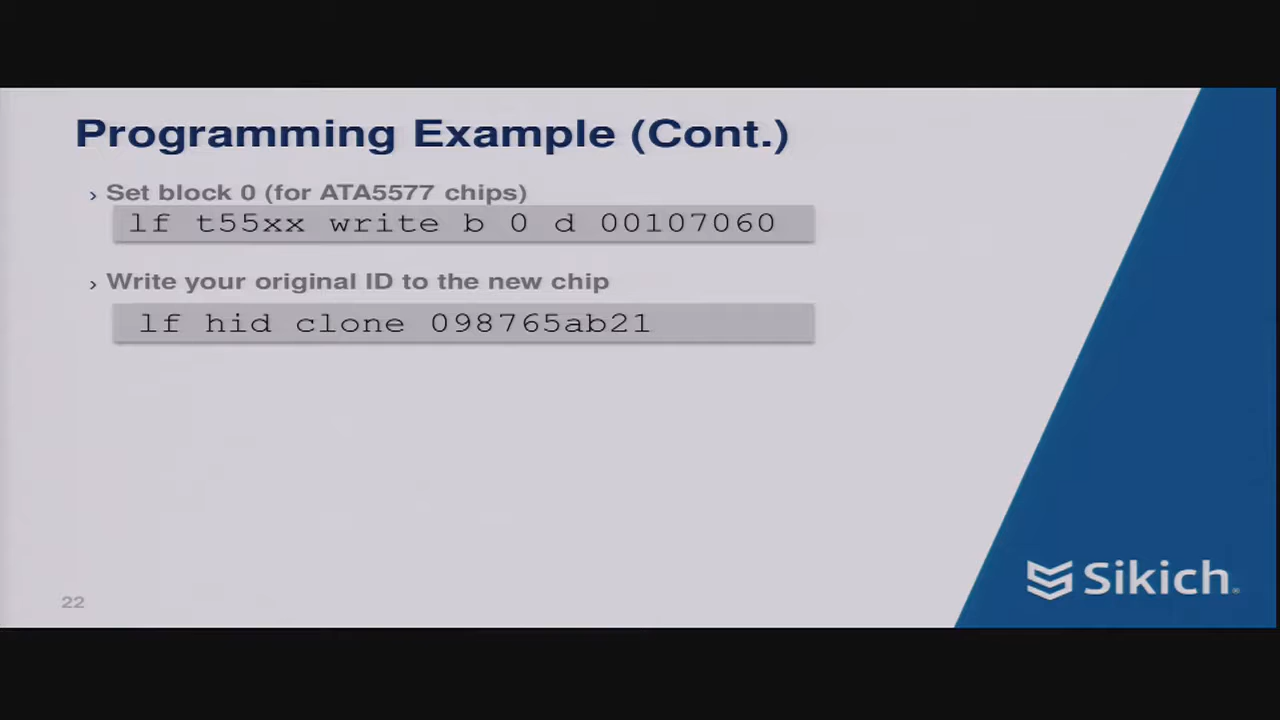 Programming Example (Cont.)
› Set block 0 (for ATA5577 chips)
lf t55xx write b 0 d 00107060
› Write your original ID to the new chip
lf hid clone 098765ab21
22
Sikich.